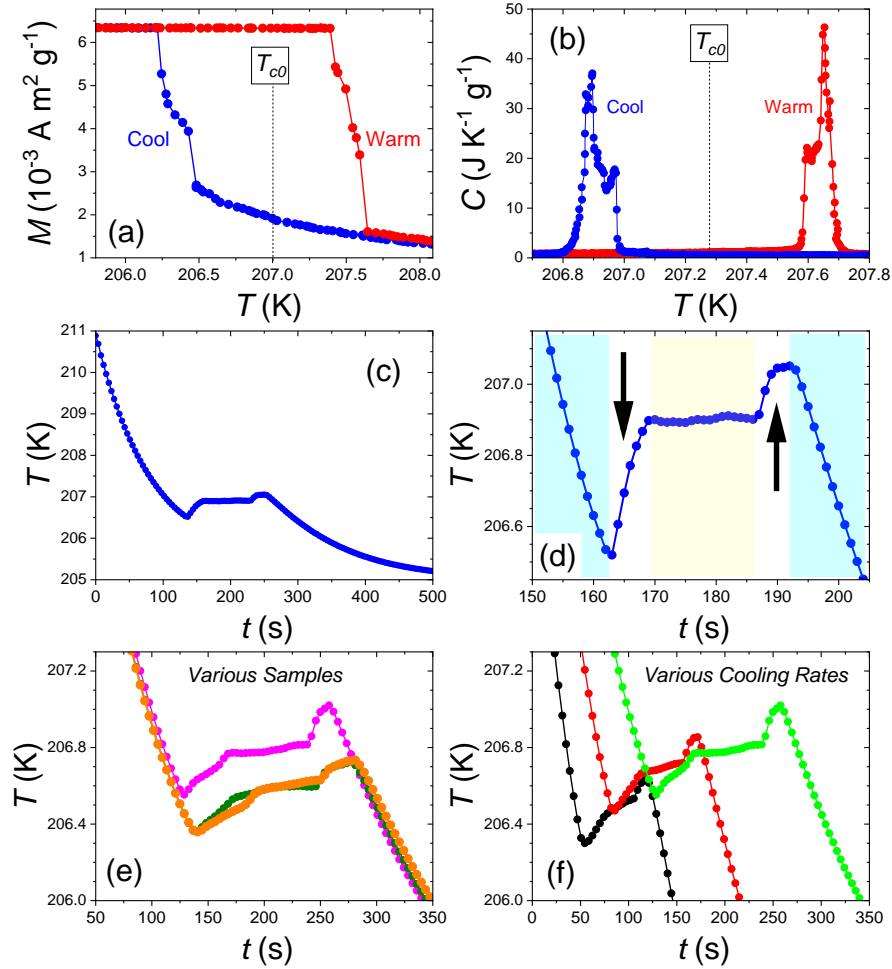 (a)
T_c0
Cool
Warm
M (10^-3 A m^2 g^-1)
7
6
5
4
3
2
1
206.0 206.5 207.0 207.5 208.0
T (K)
(b)
T_c0
Cool
Warm
C (J K^-1 g^-1)
50
40
30
20
10
0
206.8 207.0 207.2 207.4 207.6 207.8
T (K)
(c)
T (K)
211
210
209
208
207
206
205
0 100 200 300 400 500
t (s)
(d)
T (K)
207.0
206.8
206.6
150 160 170 180 190 200
t (s)
Various Samples
(e)
T (K)
207.2
206.8
206.4
206.0
50 100 150 200 250 300 350
t (s)
Various Cooling Rates
(f)
T (K)
207.2
206.8
206.4
206.0
0 50 100 150 200 250 300 350
t (s)